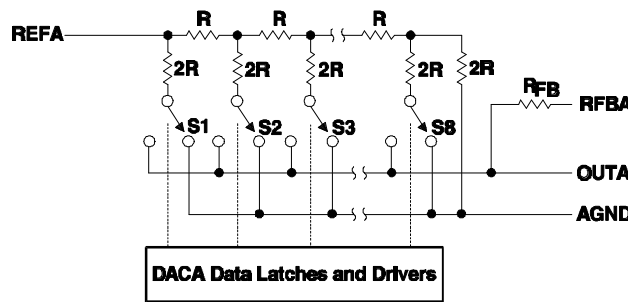 R R R
REFA
2R 2R 2R 2R 2R
RFB RFBA
S1 S2 S3 S8
OUTA
AGND
DACA Data Latches and Drivers